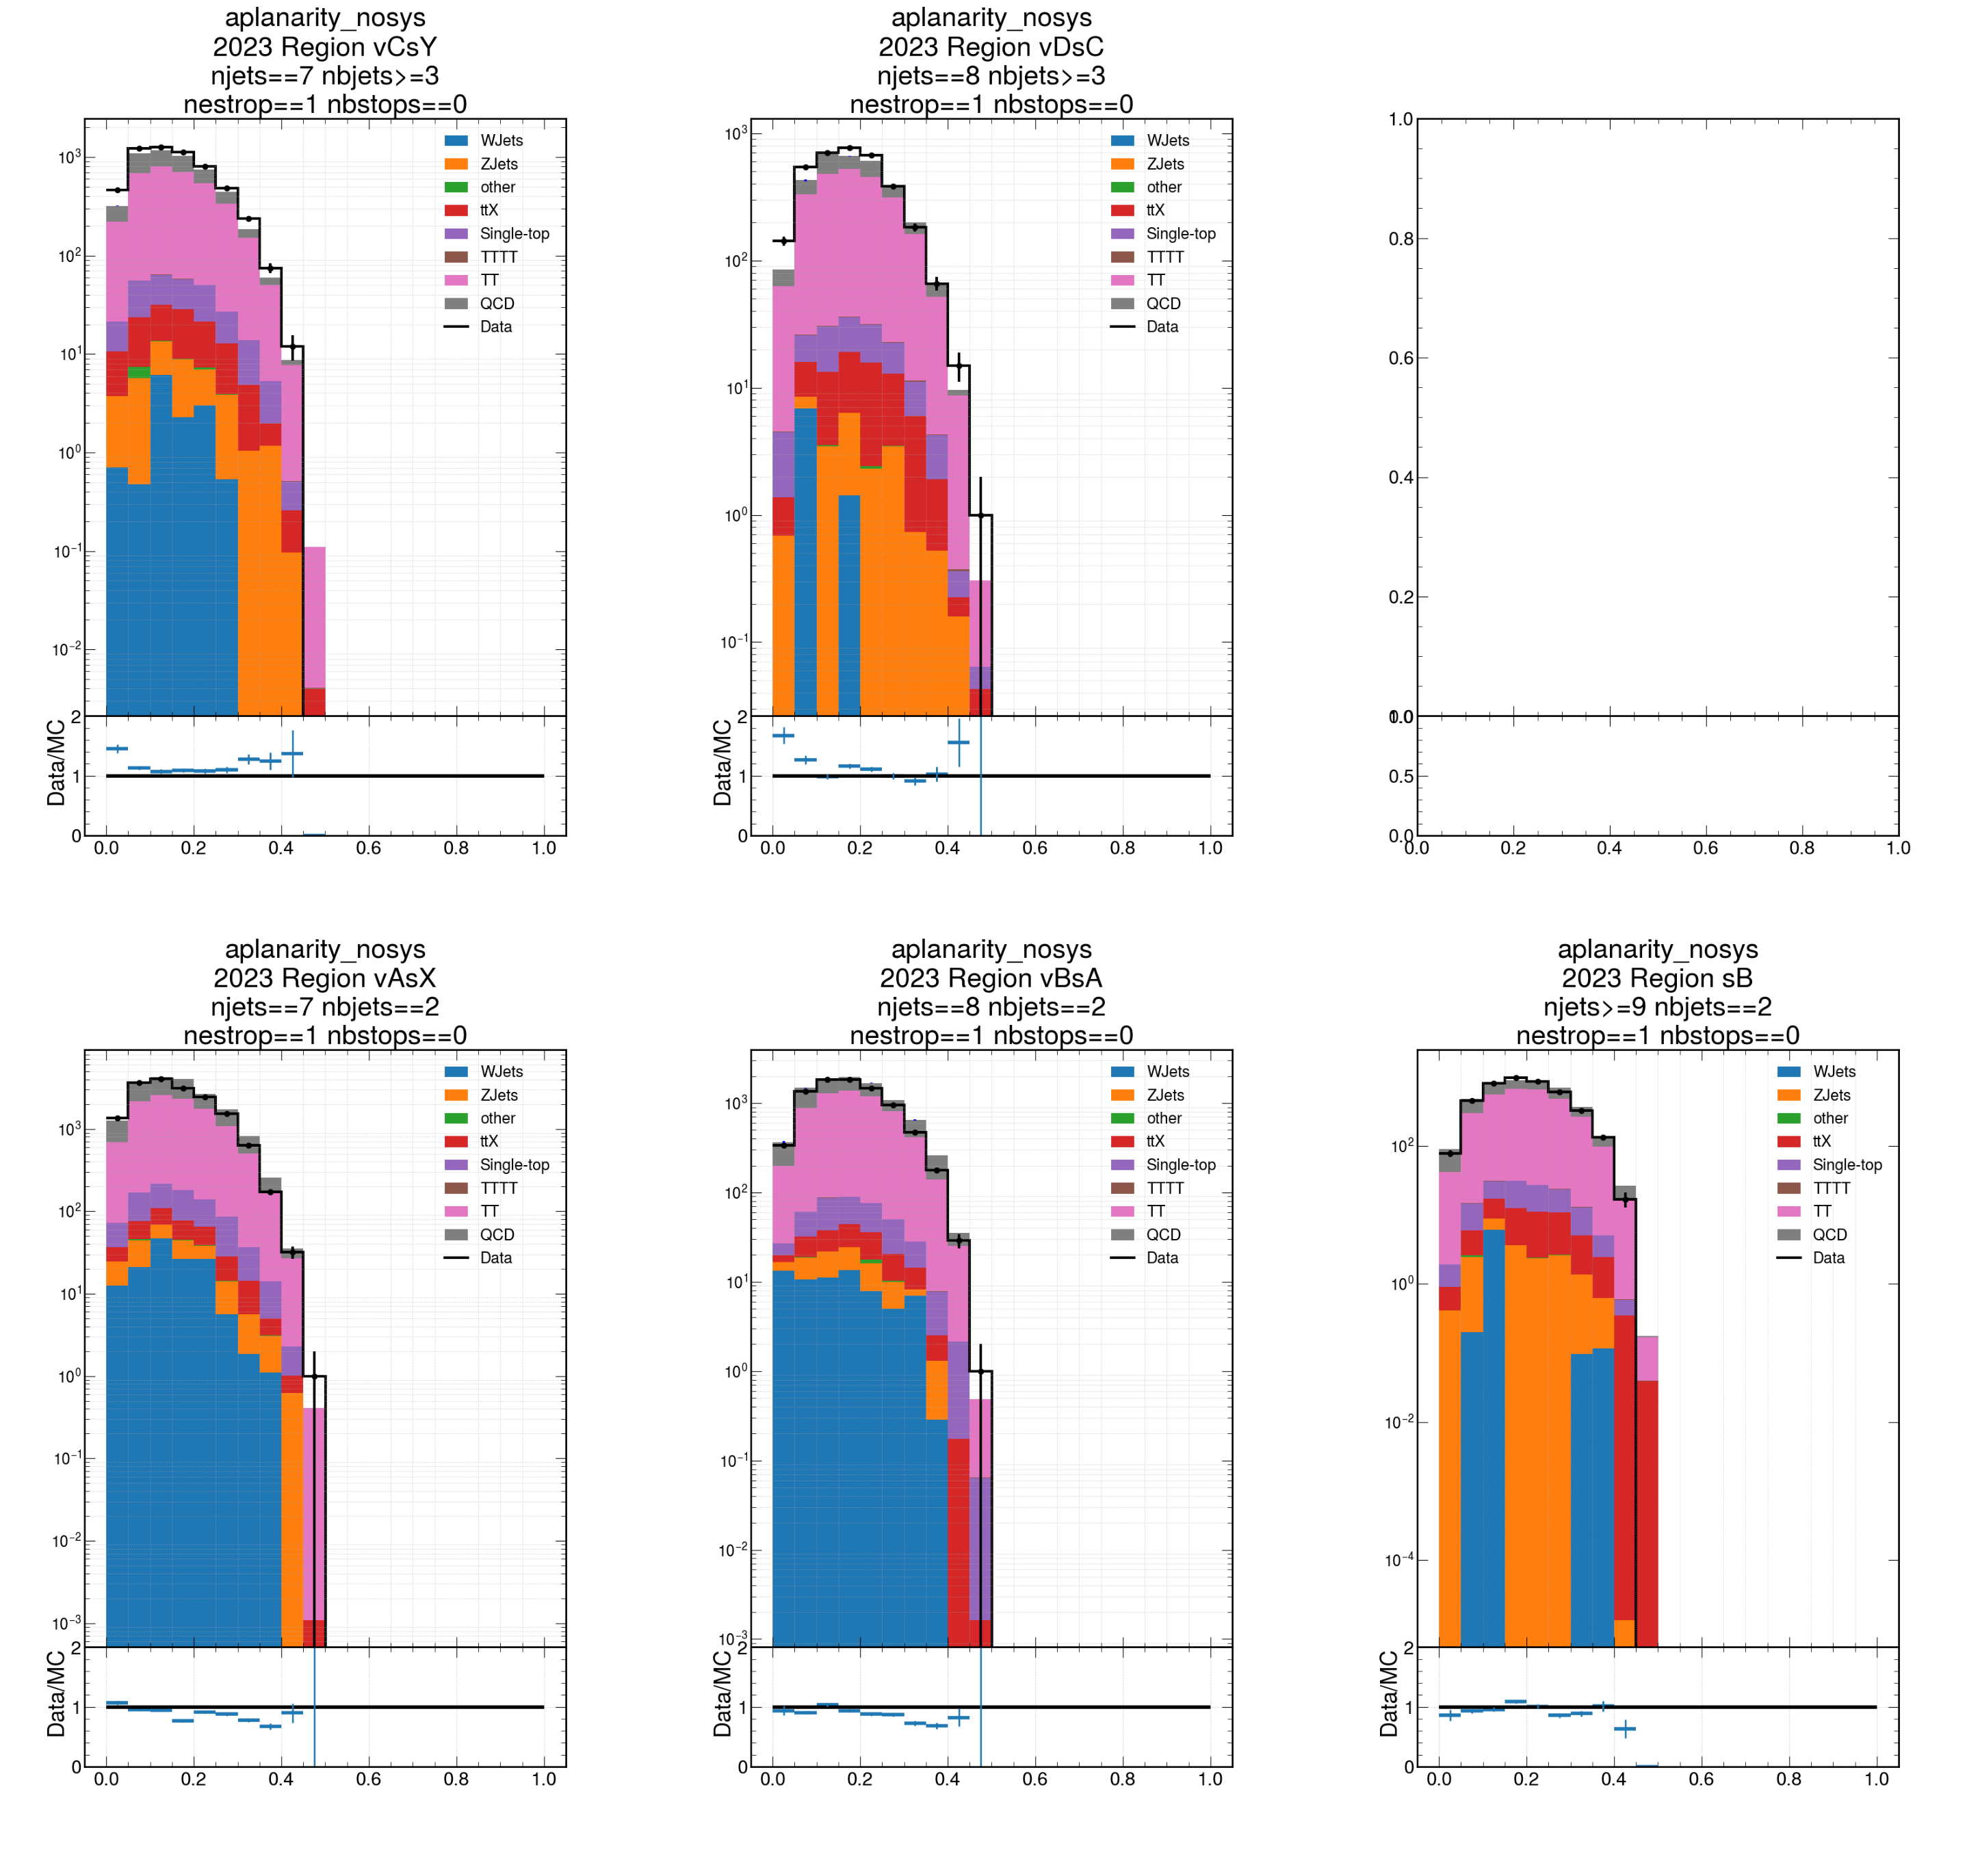 aplanarity_nosys
2023 Region vCsY
njets==7 nbjets>=3
nestrop==1 nbstops==0
10³
10²
10¹
10⁰
10⁻¹
10⁻²
WJets
ZJets
other
ttX
Single-top
TTTT
TT
QCD
Data
Data/MC
2
1
0
0.0 0.2 0.4 0.6 0.8 1.0
aplanarity_nosys
2023 Region vDsC
njets==8 nbjets>=3
nestrop==1 nbstops==0
10³
10²
10¹
10⁰
10⁻¹
WJets
ZJets
other
ttX
Single-top
TTTT
TT
QCD
Data
Data/MC
2
1
0
0.0 0.2 0.4 0.6 0.8 1.0
1.0
0.8
0.6
0.4
0.2
0.0
1.0
0.5
0.0
0.0 0.2 0.4 0.6 0.8 1.0
aplanarity_nosys
2023 Region vAsX
njets==7 nbjets==2
nestrop==1 nbstops==0
10³
10²
10¹
10⁰
10⁻¹
10⁻²
10⁻³
WJets
ZJets
other
ttX
Single-top
TTTT
TT
QCD
Data
Data/MC
2
1
0
0.0 0.2 0.4 0.6 0.8 1.0
aplanarity_nosys
2023 Region vBsA
njets==8 nbjets==2
nestrop==1 nbstops==0
10³
10²
10¹
10⁰
10⁻¹
10⁻²
10⁻³
WJets
ZJets
other
ttX
Single-top
TTTT
TT
QCD
Data
Data/MC
2
1
0
0.0 0.2 0.4 0.6 0.8 1.0
aplanarity_nosys
2023 Region sB
njets>=9 nbjets==2
nestrop==1 nbstops==0
10²
10⁰
10⁻²
10⁻⁴
WJets
ZJets
other
ttX
Single-top
TTTT
TT
QCD
Data
Data/MC
2
1
0
0.0 0.2 0.4 0.6 0.8 1.0